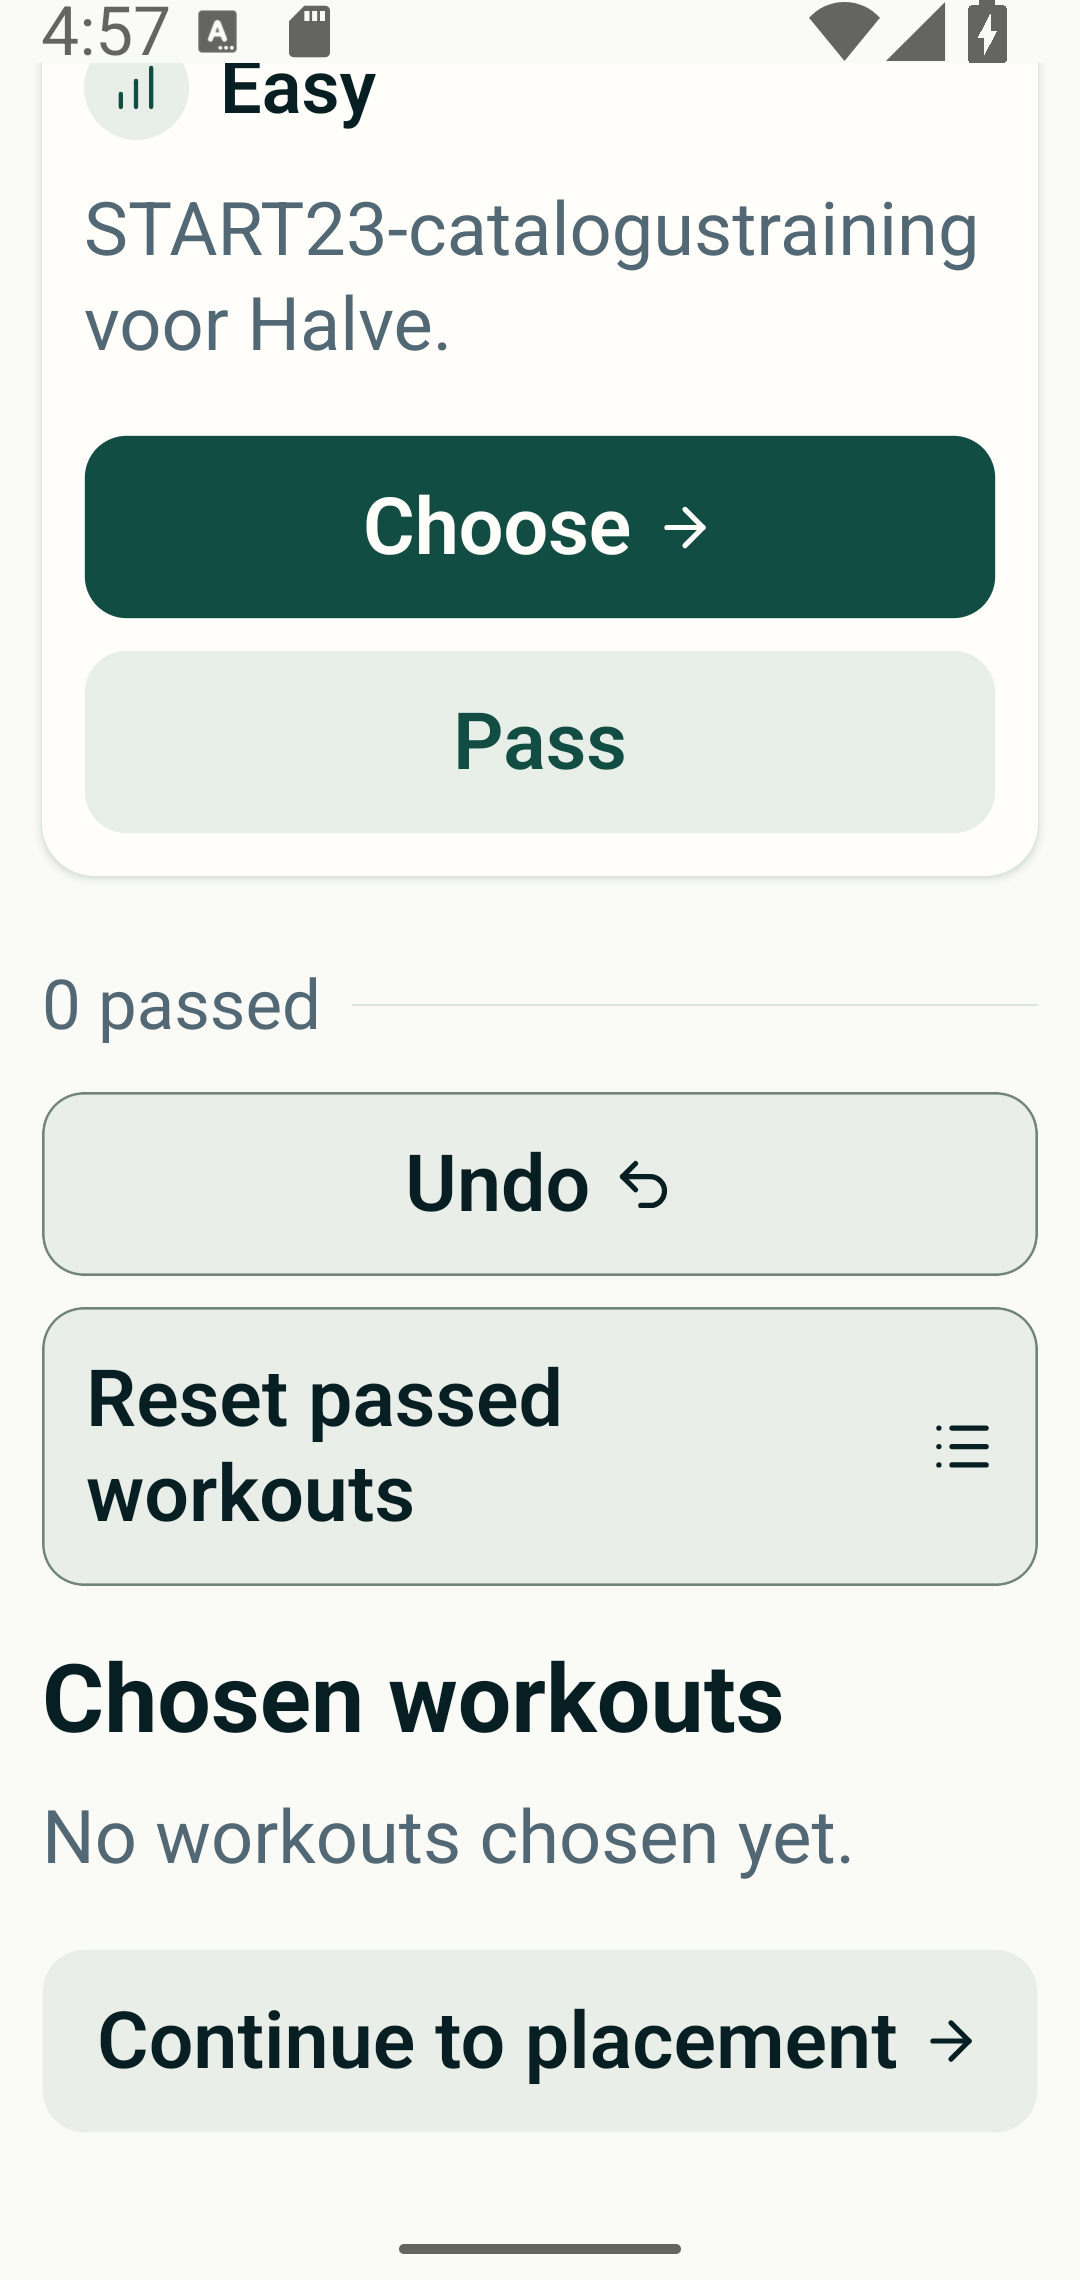 4:57
Easy
START23-catalogustraining
voor Halve.
Choose
Pass
0 passed
Undo
Reset passed
workouts
Chosen workouts
No workouts chosen yet.
Continue to placement